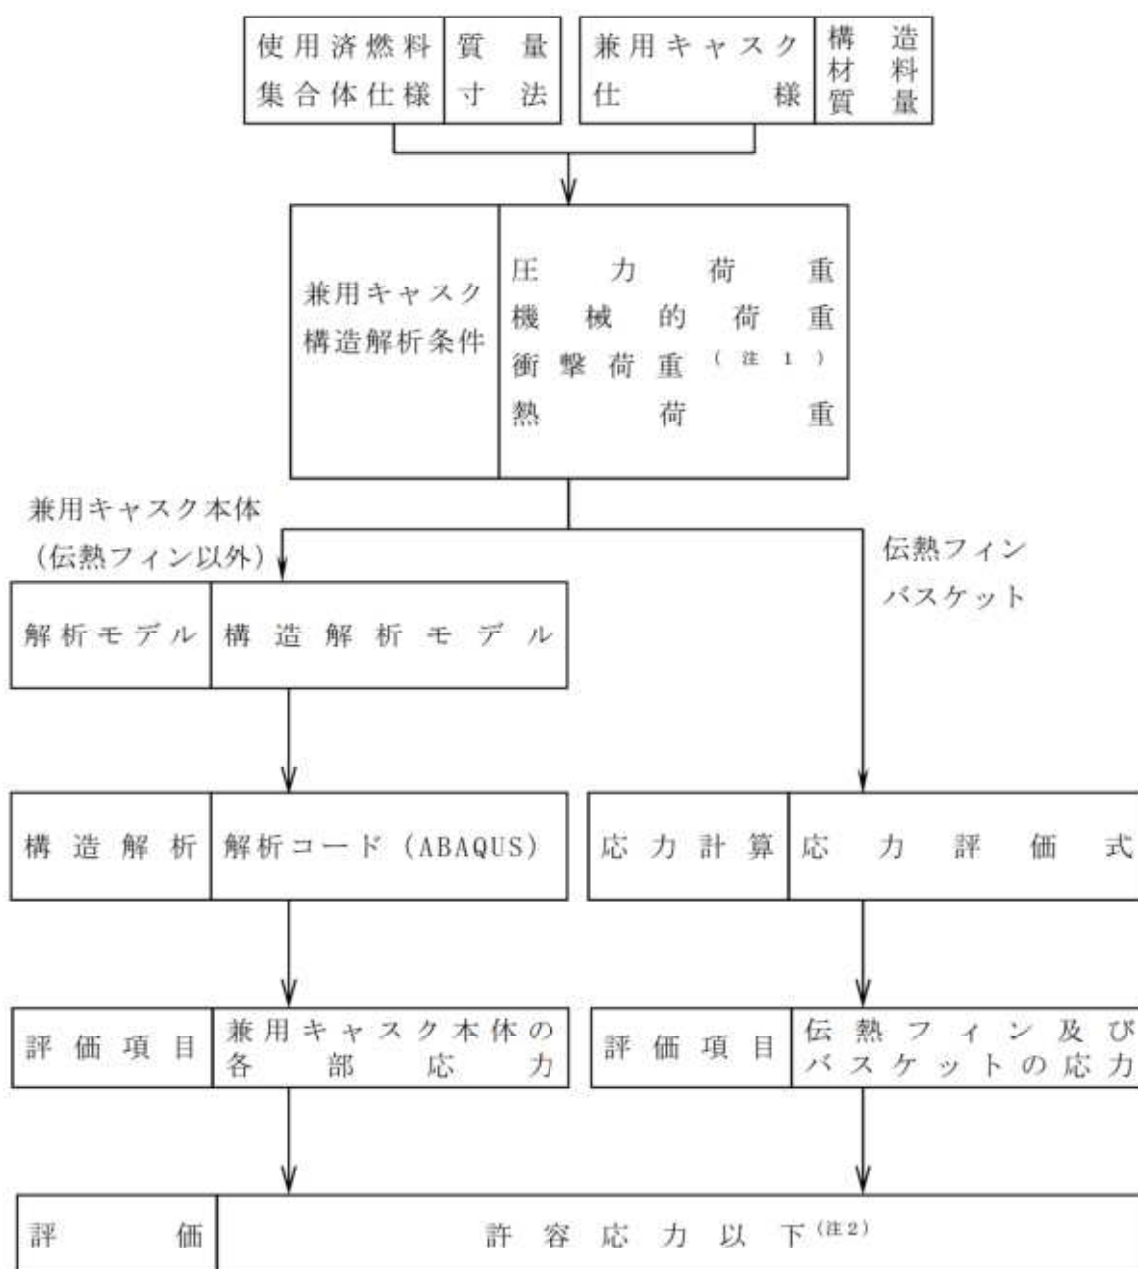 使用済燃料 質量
集合体仕様 寸法
兼用キャスク 構造
仕様 材料
質量
兼用キャスク
構造解析条件
圧力荷重
機械的荷重
衝撃荷重（注1）
熱荷重
兼用キャスク本体
（伝熱フィン以外）
伝熱フィン
バスケット
解析モデル 構造解析モデル
構造解析 解析コード（ABAQUS）
応力計算 応力評価式
評価項目 兼用キャスク本体の
各部応力
評価項目 伝熱フィン及び
バスケットの応力
評価 許容応力以下（注2）